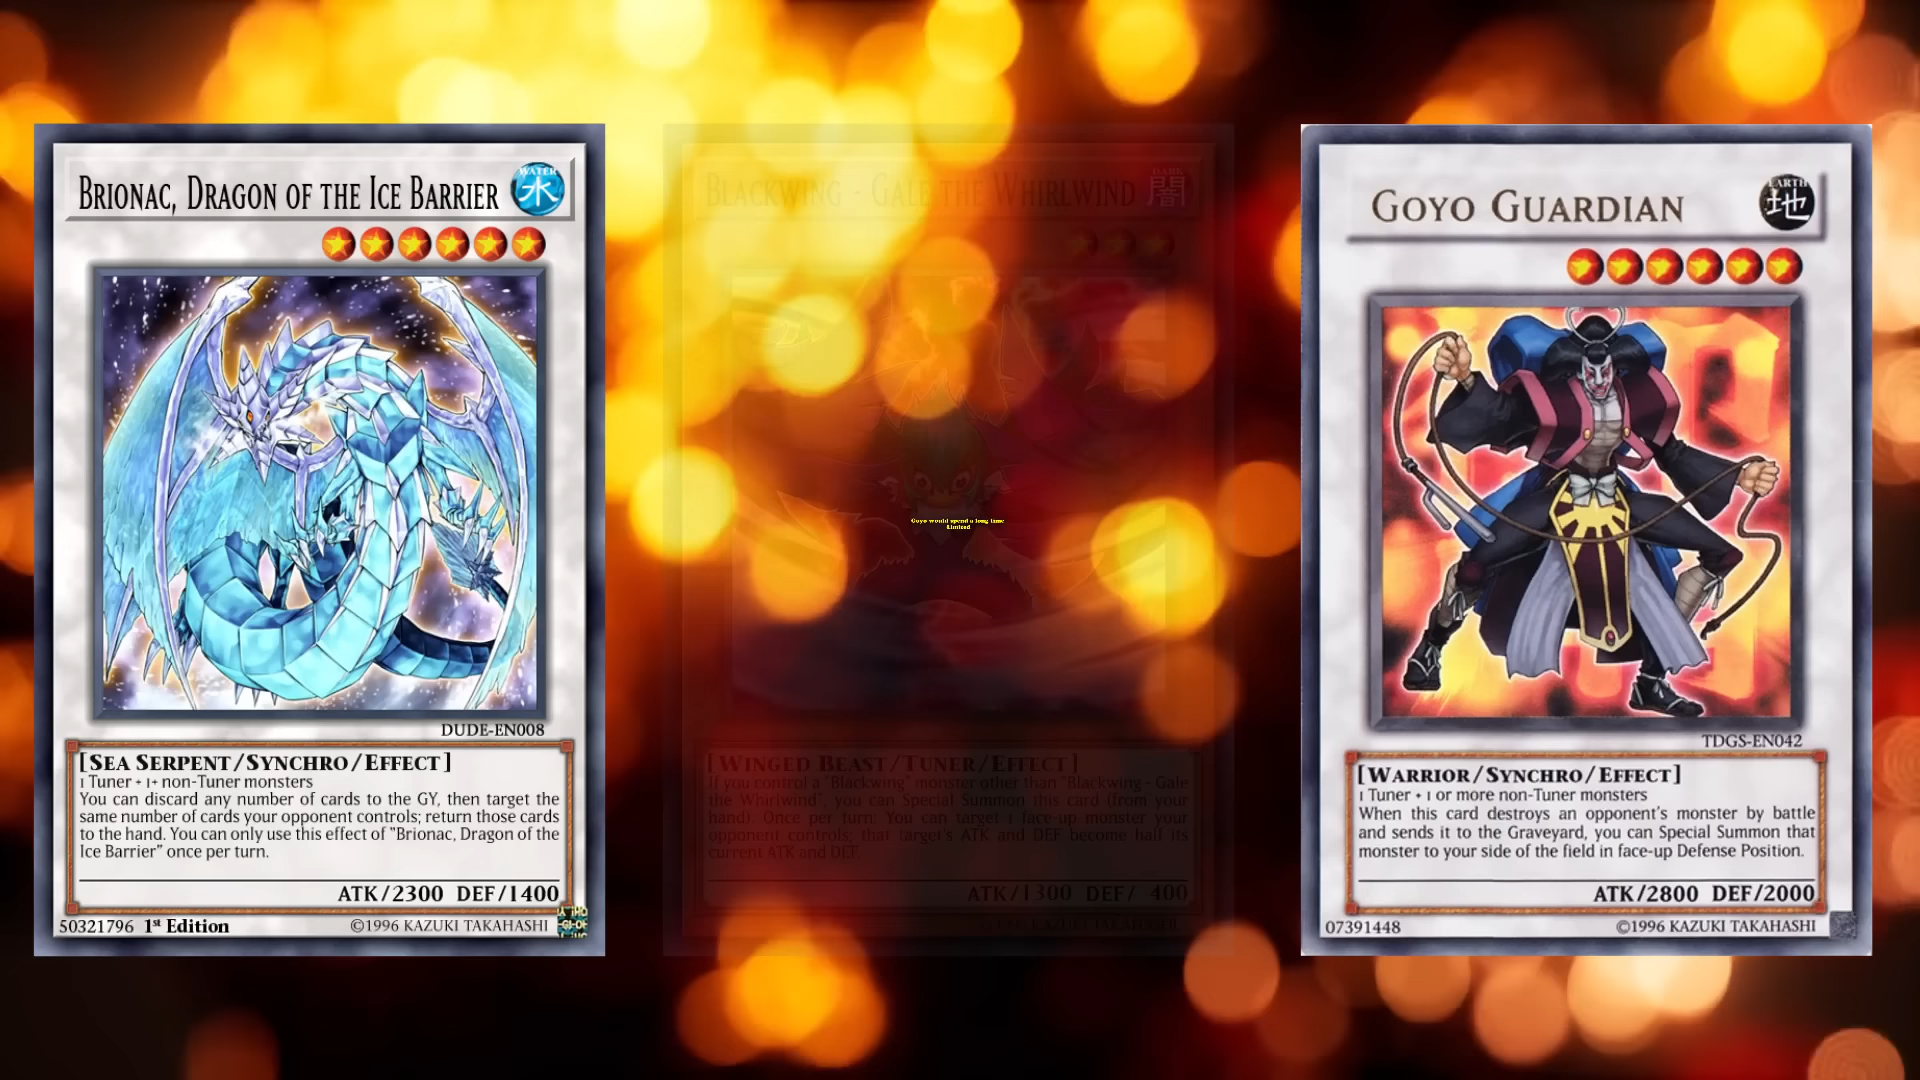 BRIONAC, DRAGON OF THE ICE BARRIER
WATER
水
DUDE-EN008
[SEA SERPENT/SYNCHRO/EFFECT]
1 Tuner + 1+ non-Tuner monsters
You can discard any number of cards to the GY, then target the
same number of cards your opponent controls; return those cards
to the hand. You can only use this effect of "Brionac, Dragon of the
Ice Barrier" once per turn.
ATK/2300 DEF/1400
50321796 1st Edition ©1996 KAZUKI TAKAHASHI
BLACKWING - GALE THE WHIRLWIND
DARK
闇
Goyo would spend a long time
Limited
[WINGED BEAST/TUNER/EFFECT]
If you control a "Blackwing" monster other than "Blackwing - Gale
the Whirlwind", you can Special Summon this card (from your
hand). Once per turn: You can target 1 face-up monster your
opponent controls; that target's ATK and DEF become half its
current ATK and DEF.
ATK/1300 DEF/ 400
GOYO GUARDIAN
EARTH
地
TDGS-EN042
[WARRIOR/SYNCHRO/EFFECT]
1 Tuner + 1 or more non-Tuner monsters
When this card destroys an opponent's monster by battle
and sends it to the Graveyard, you can Special Summon that
monster to your side of the field in face-up Defense Position.
ATK/2800 DEF/2000
07391448 ©1996 KAZUKI TAKAHASHI